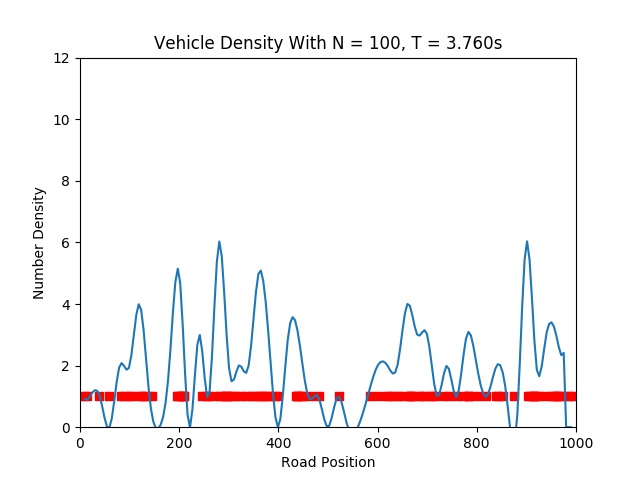 Vehicle Density With N = 100, T = 3.760s
12
10
8
6
4
2
0
Number Density
0 200 400 600 800 1000
Road Position